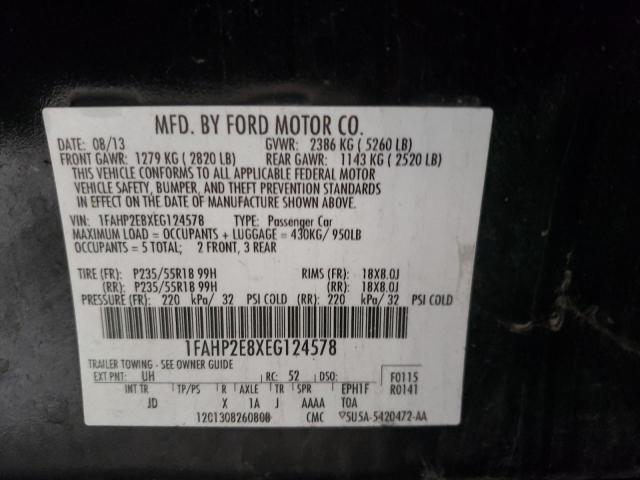 MFD. BY FORD MOTOR CO.
DATE: 08/13 GVWR: 2386 KG ( 5260 LB)
FRONT GAWR: 1279 KG ( 2820 LB) REAR GAWR: 1143 KG ( 2520 LB)
THIS VEHICLE CONFORMS TO ALL APPLICABLE FEDERAL MOTOR
VEHICLE SAFETY, BUMPER, AND THEFT PREVENTION STANDARDS
IN EFFECT ON THE DATE OF MANUFACTURE SHOWN ABOVE.
VIN: 1FAHP2E8XEG124578 TYPE: Passenger Car
MAXIMUM LOAD = OCCUPANTS + LUGGAGE = 430KG/ 950LB
OCCUPANTS = 5 TOTAL; 2 FRONT, 3 REAR
TIRE (FR): P235/55R18 99H RIMS (FR): 18X8.0J
(RR): P235/55R18 99H (RR): 18X8.0J
PRESSURE (FR): 220 kPa/ 32 PSI COLD (RR): 220 kPa/ 32 PSI COLD
1FAHP2E8XEG124578
TRAILER TOWING - SEE OWNER GUIDE
EXT PNT: UH RC: 52 DSO: F0115
INT TR TP/PS R AXLE TR SPR EPH1F R0141
JD X 1A J AAAA TOA
1201308260808 CMC 5U5A-5420472-AA